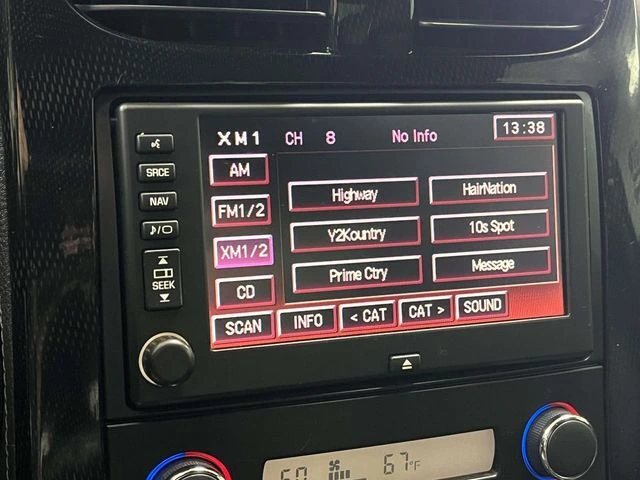 XM1 CH 8 No Info 13:38
SRCE
NAV
SEEK
AM
FM1/2
XM1/2
CD
Highway HairNation
Y2Kountry 10s Spot
Prime Ctry Message
SCAN INFO < CAT CAT > SOUND
60 67°F